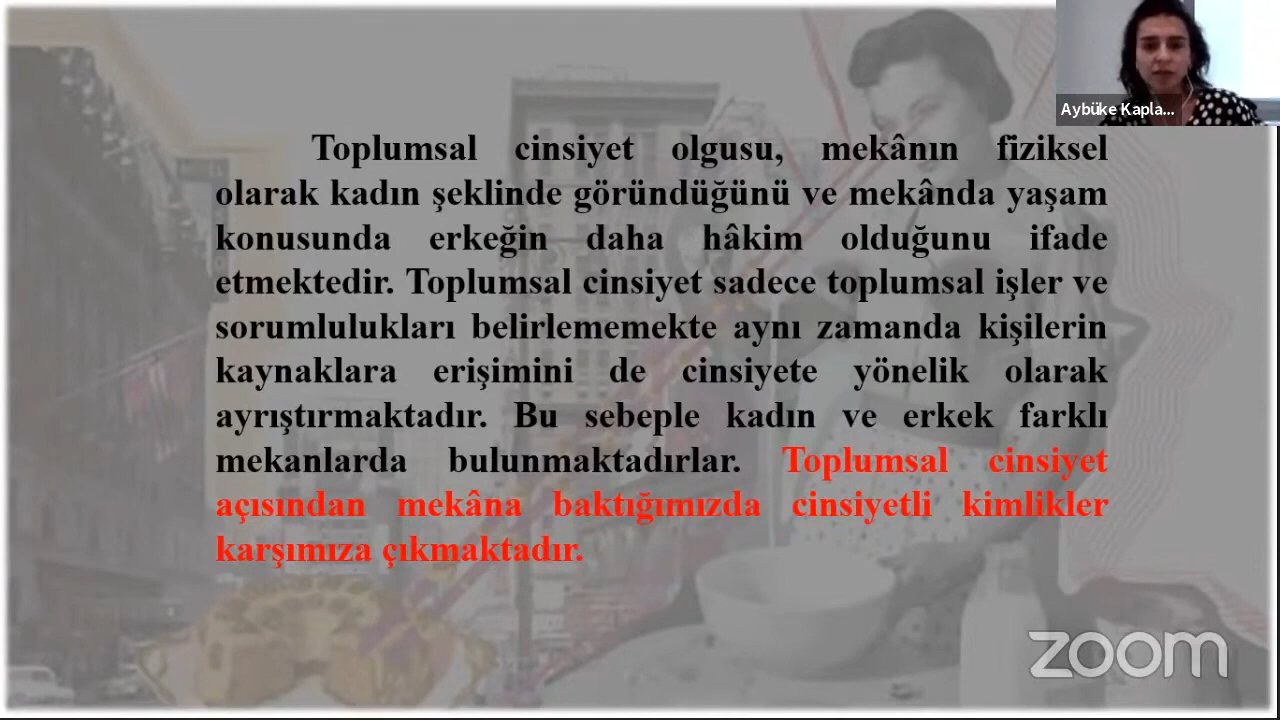 Aybüke Kapla...
Toplumsal cinsiyet olgusu, mekânın fiziksel
olarak kadın şeklinde göründüğünü ve mekânda yaşam
konusunda erkeğin daha hâkim olduğunu ifade
etmektedir. Toplumsal cinsiyet sadece toplumsal işler ve
sorumlulukları belirlememekte aynı zamanda kişilerin
kaynaklara erişimini de cinsiyete yönelik olarak
ayrıştırmaktadır. Bu sebeple kadın ve erkek farklı
mekanlarda bulunmaktadırlar. Toplumsal cinsiyet
açısından mekâna baktığımızda cinsiyetli kimlikler
karşımıza çıkmaktadır.
zoom